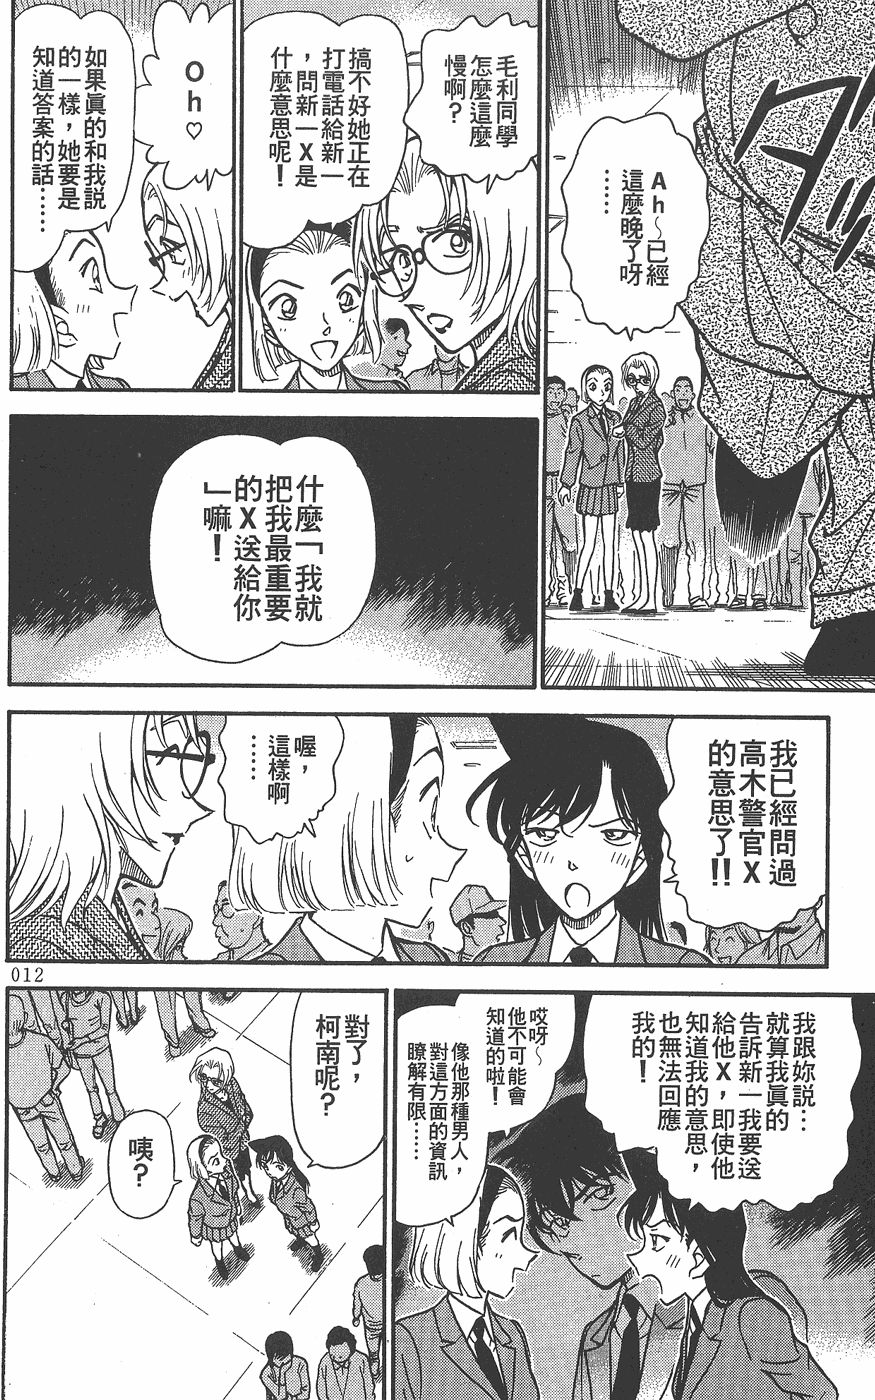 Ah～已經
這麼晚了呀
……
毛利同學
怎麼這麼
慢啊？
搞不好她正在
打電話給新一
，問新一X是
什麼意思呢！
Oh♡
如果真的和我說
的一樣，她要是
知道答案的話……
什麼「我就
把我最重要
的X送給你
」嘛！
我已經問過
高木警官X
的意思了!!
喔，
這樣啊
……
我跟妳說…
就算我真的
告訴新一我要送
給他X，即使他
知道我的意思，
也無法回應
我的！
哎呀～
他不可能會
知道的啦！
像他那種男人，
對這方面的資訊
瞭解有限……
對了，
柯南呢？
咦？
012